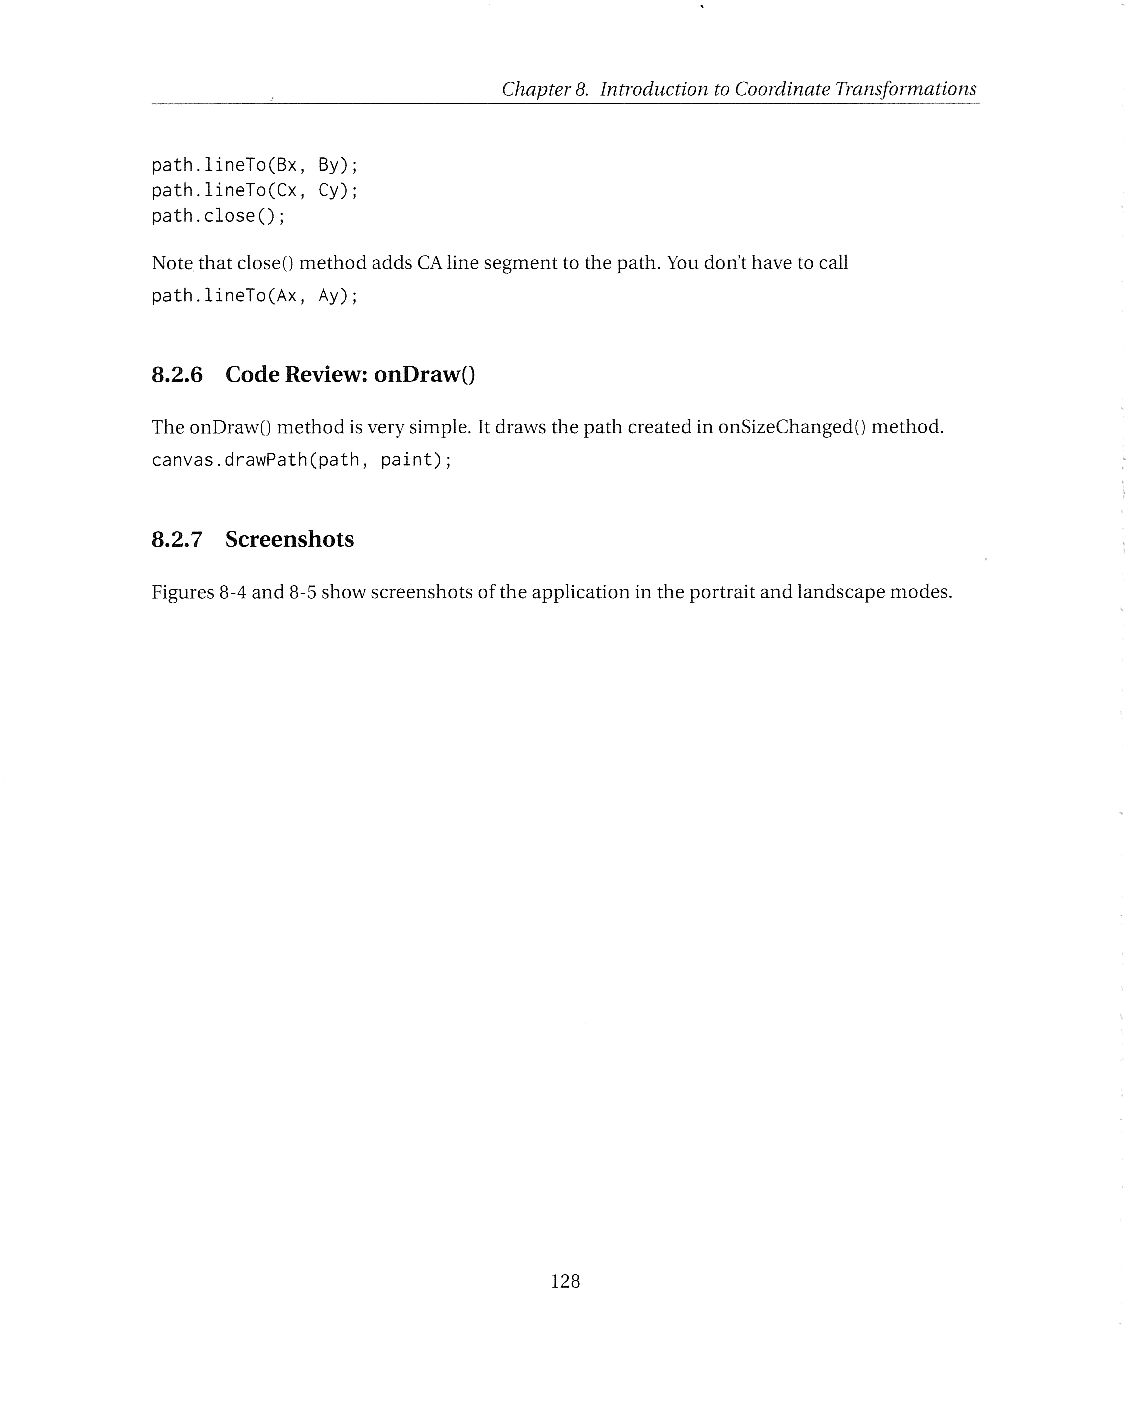 Chapter 8. Introduction to Coordinate Transformations
path.lineTo(Bx, By);
path.lineTo(Cx, Cy);
path.close();
Note that close() method adds CA line segment to the path. You don't have to call
path.lineTo(Ax, Ay);
8.2.6 Code Review: onDraw()
The onDraw() method is very simple. It draws the path created in onSizeChanged() method.
canvas.drawPath(path, paint);
8.2.7 Screenshots
Figures 8-4 and 8-5 show screenshots of the application in the portrait and landscape modes.
128